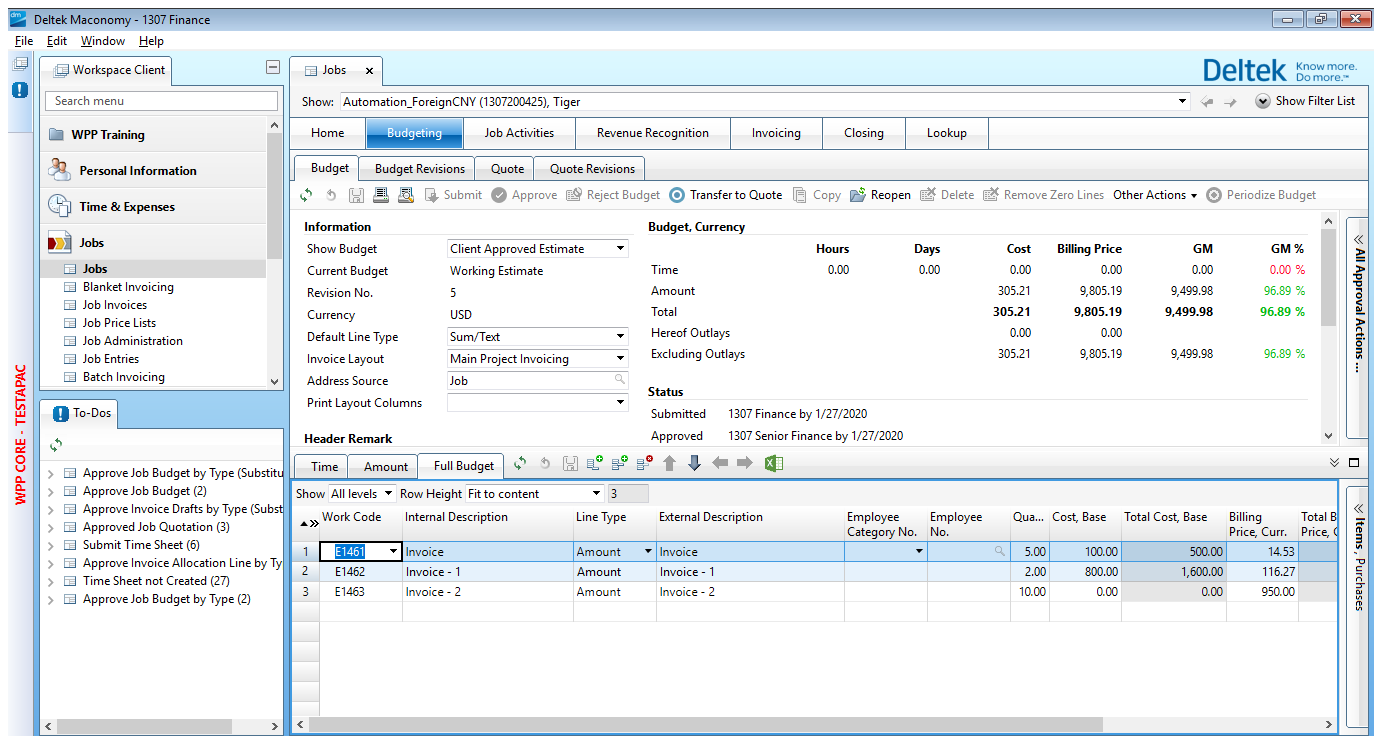 Deltek Maconomy - 1307 Finance
File Edit Window Help
Workspace Client
Search menu
WPP Training
Personal Information
Time & Expenses
Jobs
Jobs
Blanket Invoicing
Job Invoices
Job Price Lists
Job Administration
Job Entries
Batch Invoicing
To-Dos
Approve Job Budget by Type (Substitu
Approve Job Budget (2)
Approve Invoice Drafts by Type (Subst
Approved Job Quotation (3)
Submit Time Sheet (6)
Approve Invoice Allocation Line by Ty
Time Sheet not Created (27)
Approve Job Budget by Type (2)
WPP CORE - TESTAPAC
Jobs
Deltek Know more.
Do more.™
Show: Automation_ForeignCNY (1307200425), Tiger Show Filter List
Home Budgeting Job Activities Revenue Recognition Invoicing Closing Lookup
Budget Budget Revisions Quote Quote Revisions
Submit Approve Reject Budget Transfer to Quote Copy Reopen Delete Remove Zero Lines Other Actions Periodize Budget
Information
Show Budget Client Approved Estimate
Current Budget Working Estimate
Revision No. 5
Currency USD
Default Line Type Sum/Text
Invoice Layout Main Project Invoicing
Address Source Job
Print Layout Columns
Header Remark
Budget, Currency
Hours Days Cost Billing Price GM GM %
Time 0.00 0.00 0.00 0.00 0.00 0.00 %
Amount 305.21 9,805.19 9,499.98 96.89 %
Total 305.21 9,805.19 9,499.98 96.89 %
Hereof Outlays 0.00 0.00
Excluding Outlays 305.21 9,805.19 9,499.98 96.89 %
Status
Submitted 1307 Finance by 1/27/2020
Approved 1307 Senior Finance by 1/27/2020
All Approval Actions ...
Time Amount Full Budget
Show All levels Row Height Fit to content 3
Work Code Internal Description Line Type External Description Employee Category No. Employee No. Qua... Cost, Base Total Cost, Base Billing Price, Curr. Total B Price, C
1 E1461 Invoice Amount Invoice 5.00 100.00 500.00 14.53
2 E1462 Invoice - 1 Amount Invoice - 1 2.00 800.00 1,600.00 116.27
3 E1463 Invoice - 2 Amount Invoice - 2 10.00 0.00 0.00 950.00
Items, Purchases